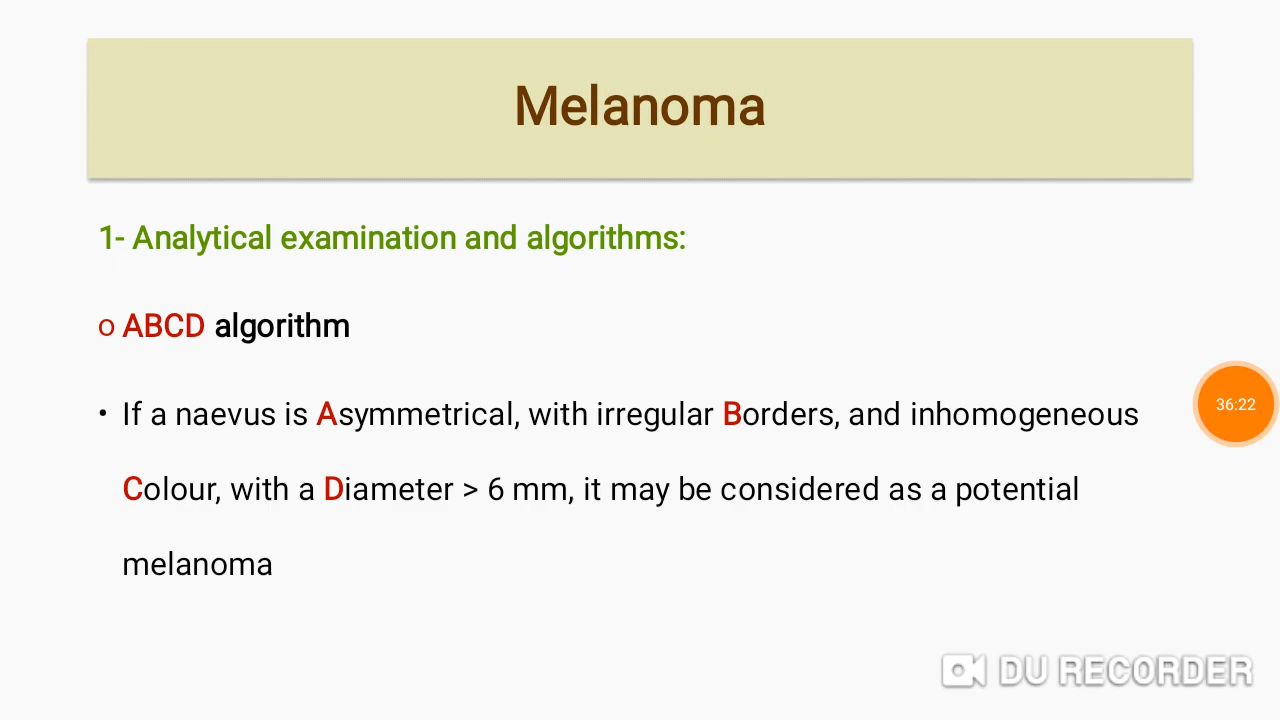 Melanoma
1- Analytical examination and algorithms:
o ABCD algorithm
• If a naevus is Asymmetrical, with irregular Borders, and inhomogeneous
Colour, with a Diameter > 6 mm, it may be considered as a potential
melanoma
36:22
DU RECORDER